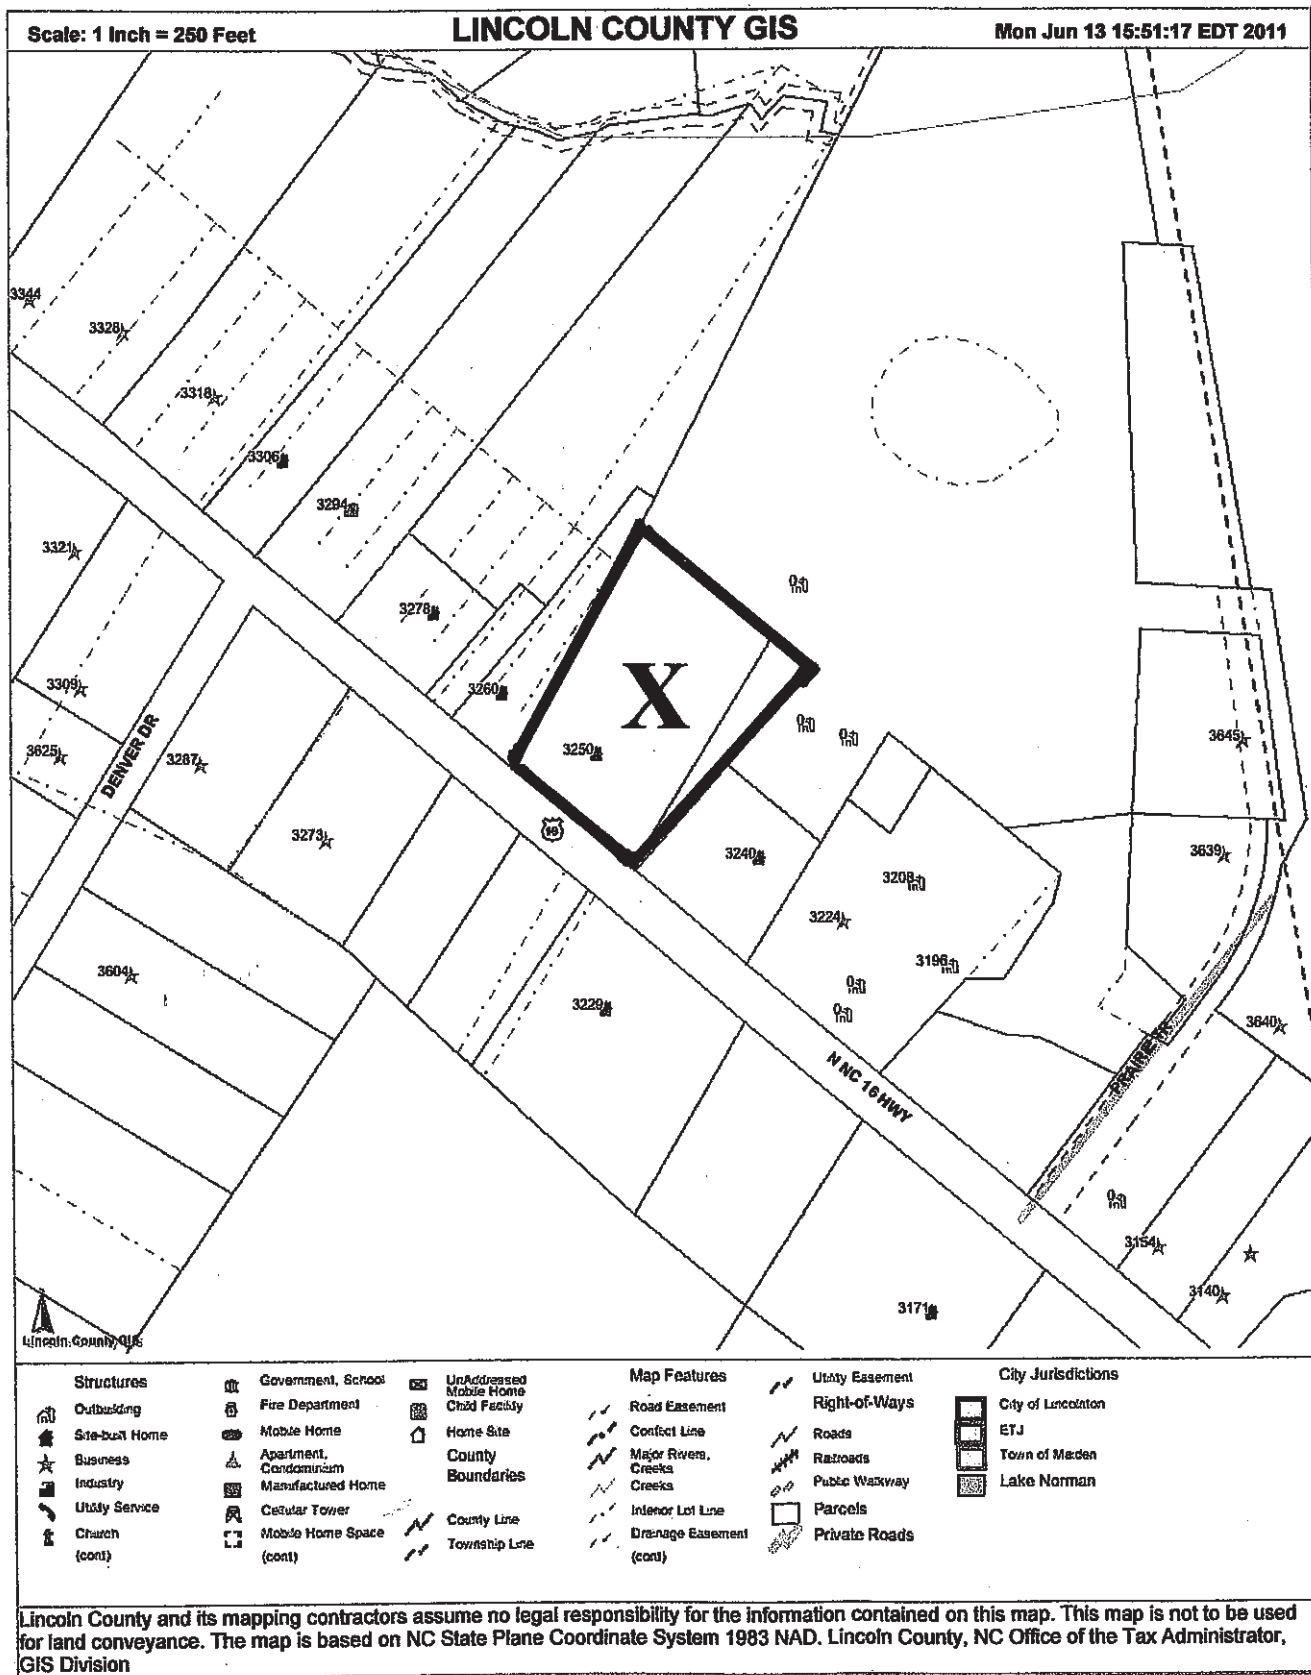 Scale: 1 Inch = 250 Feet
LINCOLN COUNTY GIS
Mon Jun 13 15:51:17 EDT 2011
3344
3328
3318
3306
3294
3321
3278
3260
3309
3625
DENVER DR
3287
3273
X
3250
3240
3645
3639
3208
3224
3196
3604
3229
N NC 16 HWY
PRAIRIE TR
3640
3154
3140
3171
Lincoln County, GIS
Structures
Outbuilding
Site-built Home
Business
Industry
Utility Service
Church
(cont)
Government, School
Fire Department
Mobile Home
Apartment,
Condominium
Manufactured Home
Cellular Tower
Mobile Home Space
(cont)
UnAddressed
Mobile Home
Child Facility
Home Site
County
Boundaries
County Line
Township Line
Map Features
Road Easement
Contect Line
Major Rivers,
Creeks
Creeks
Interior Lot Line
Drainage Easement
(cont)
Utility Easement
Right-of-Ways
Roads
Railroads
Public Walkway
Parcels
Private Roads
City Jurisdictions
City of Lincolnton
ETJ
Town of Maiden
Lake Norman
Lincoln County and its mapping contractors assume no legal responsibility for the information contained on this map. This map is not to be used
for land conveyance. The map is based on NC State Plane Coordinate System 1983 NAD. Lincoln County, NC Office of the Tax Administrator,
GIS Division